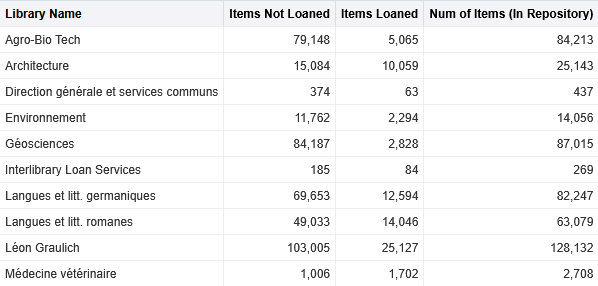 Library Name Items Not Loaned Items Loaned Num of Items (In Repository)
Agro-Bio Tech 79,148 5,065 84,213
Architecture 15,084 10,059 25,143
Direction générale et services communs 374 63 437
Environnement 11,762 2,294 14,056
Géosciences 84,187 2,828 87,015
Interlibrary Loan Services 185 84 269
Langues et litt. germaniques 69,653 12,594 82,247
Langues et litt. romanes 49,033 14,046 63,079
Léon Graulich 103,005 25,127 128,132
Médecine vétérinaire 1,006 1,702 2,708